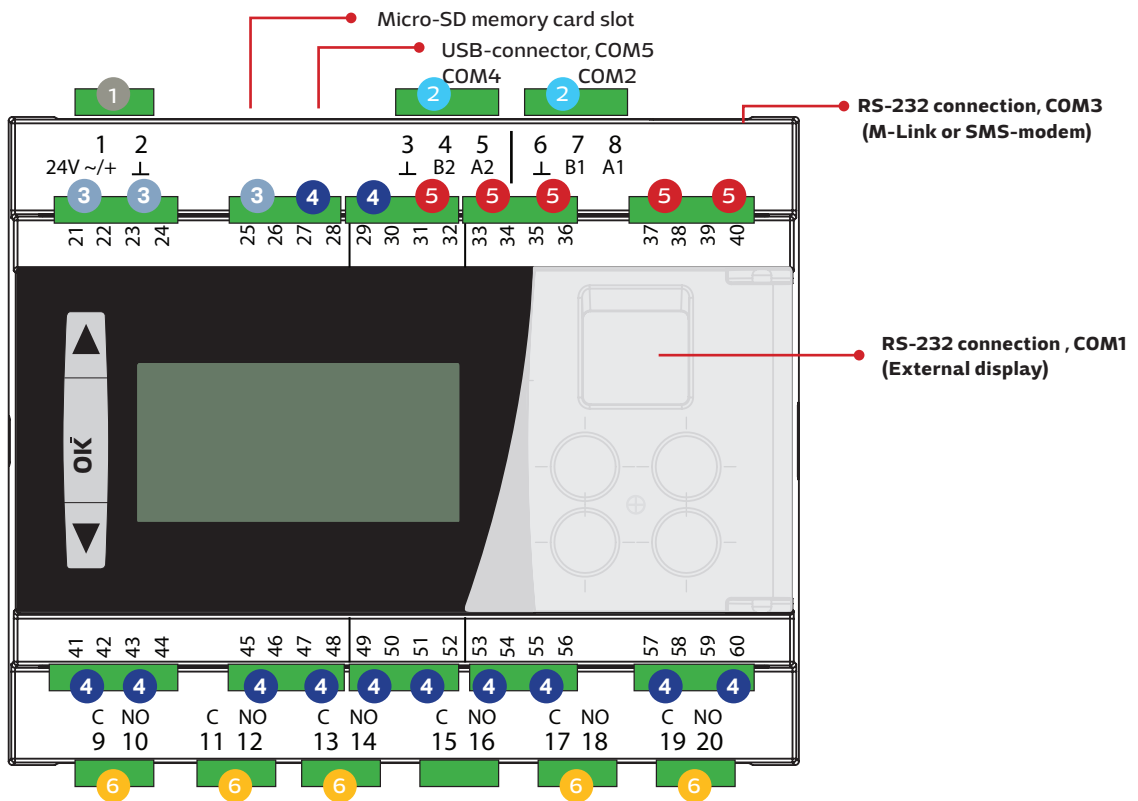 Micro-SD memory card slot
USB-connector, COM5
COM4 COM2
1 2 2
RS-232 connection, COM3
(M-Link or SMS-modem)
1 2 3 4 5 6 7 8
24V ~/+ ⊥ ⊥ B2 A2 ⊥ B1 A1
3 3 3 4 4 5 5 5 5 5
21 22 23 24 25 26 27 28 29 30 31 32 33 34 35 36 37 38 39 40
RS-232 connection , COM1
(External display)
OK
41 42 43 44 45 46 47 48 49 50 51 52 53 54 55 56 57 58 59 60
4 4 4 4 4 4 4 4 4 4
C NO C NO C NO C NO C NO C NO
9 10 11 12 13 14 15 16 17 18 19 20
6 6 6 6 6